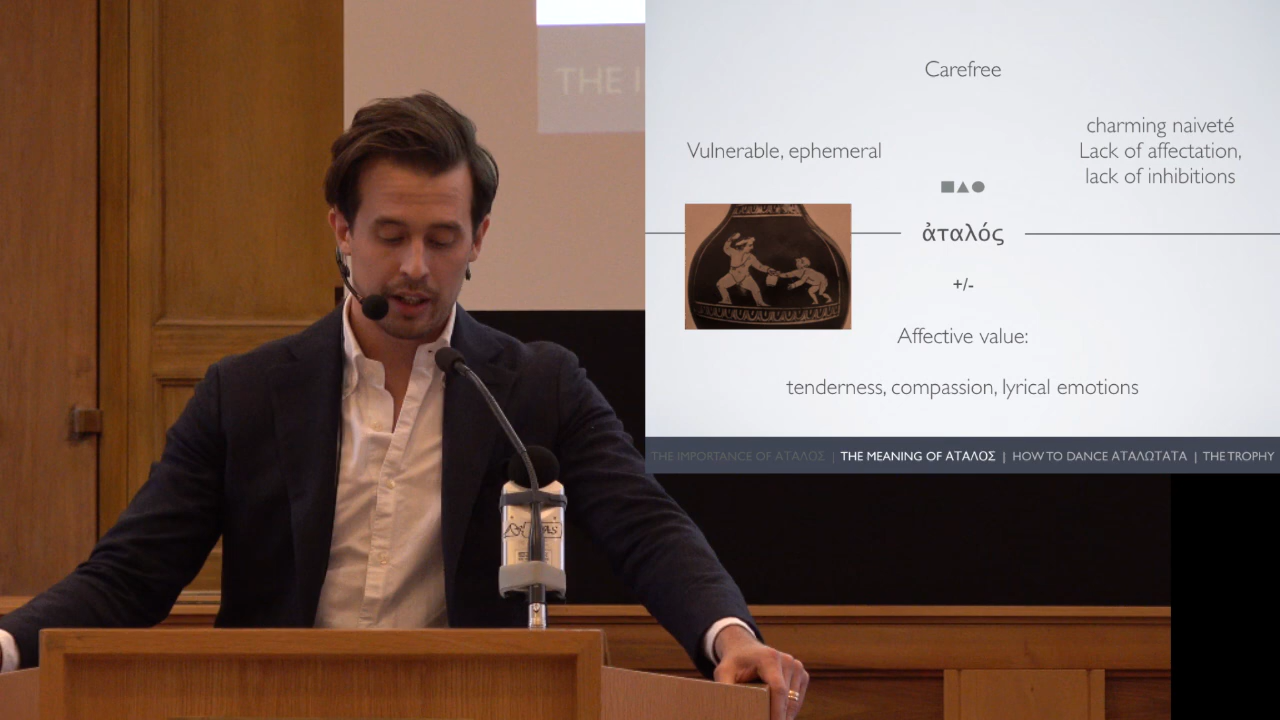 THE I
Carefree
Vulnerable, ephemeral
charming naiveté
Lack of affectation,
lack of inhibitions
ἀταλός
+/-
Affective value:
tenderness, compassion, lyrical emotions
THE IMPORTANCE OF ΑΤΑΛΟΣ | THE MEANING OF ΑΤΑΛΟΣ | HOW TO DANCE ΑΤΑΛΩΤΑΤΑ | THE TROPHY